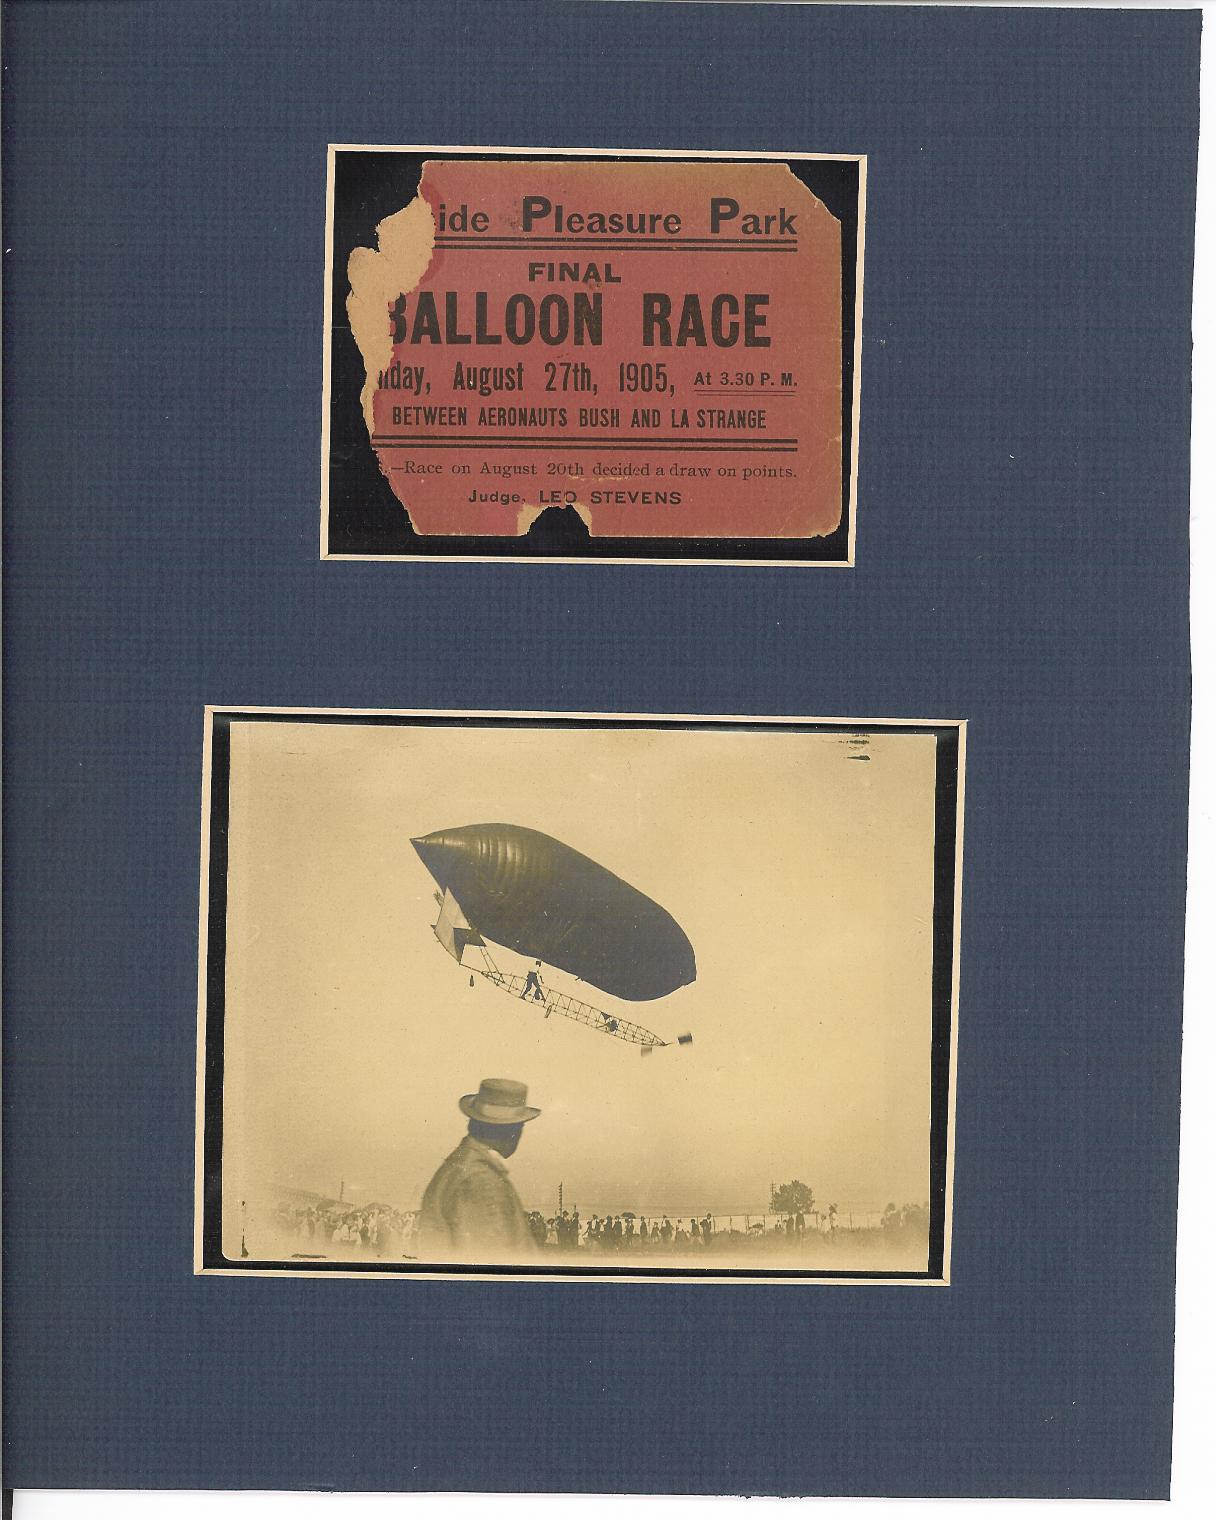 ide Pleasure Park
FINAL
BALLOON RACE
nday, August 27th, 1905, At 3.30 P. M.
BETWEEN AERONAUTS BUSH AND LA STRANGE
—Race on August 20th decided a draw on points.
Judge, LEO STEVENS